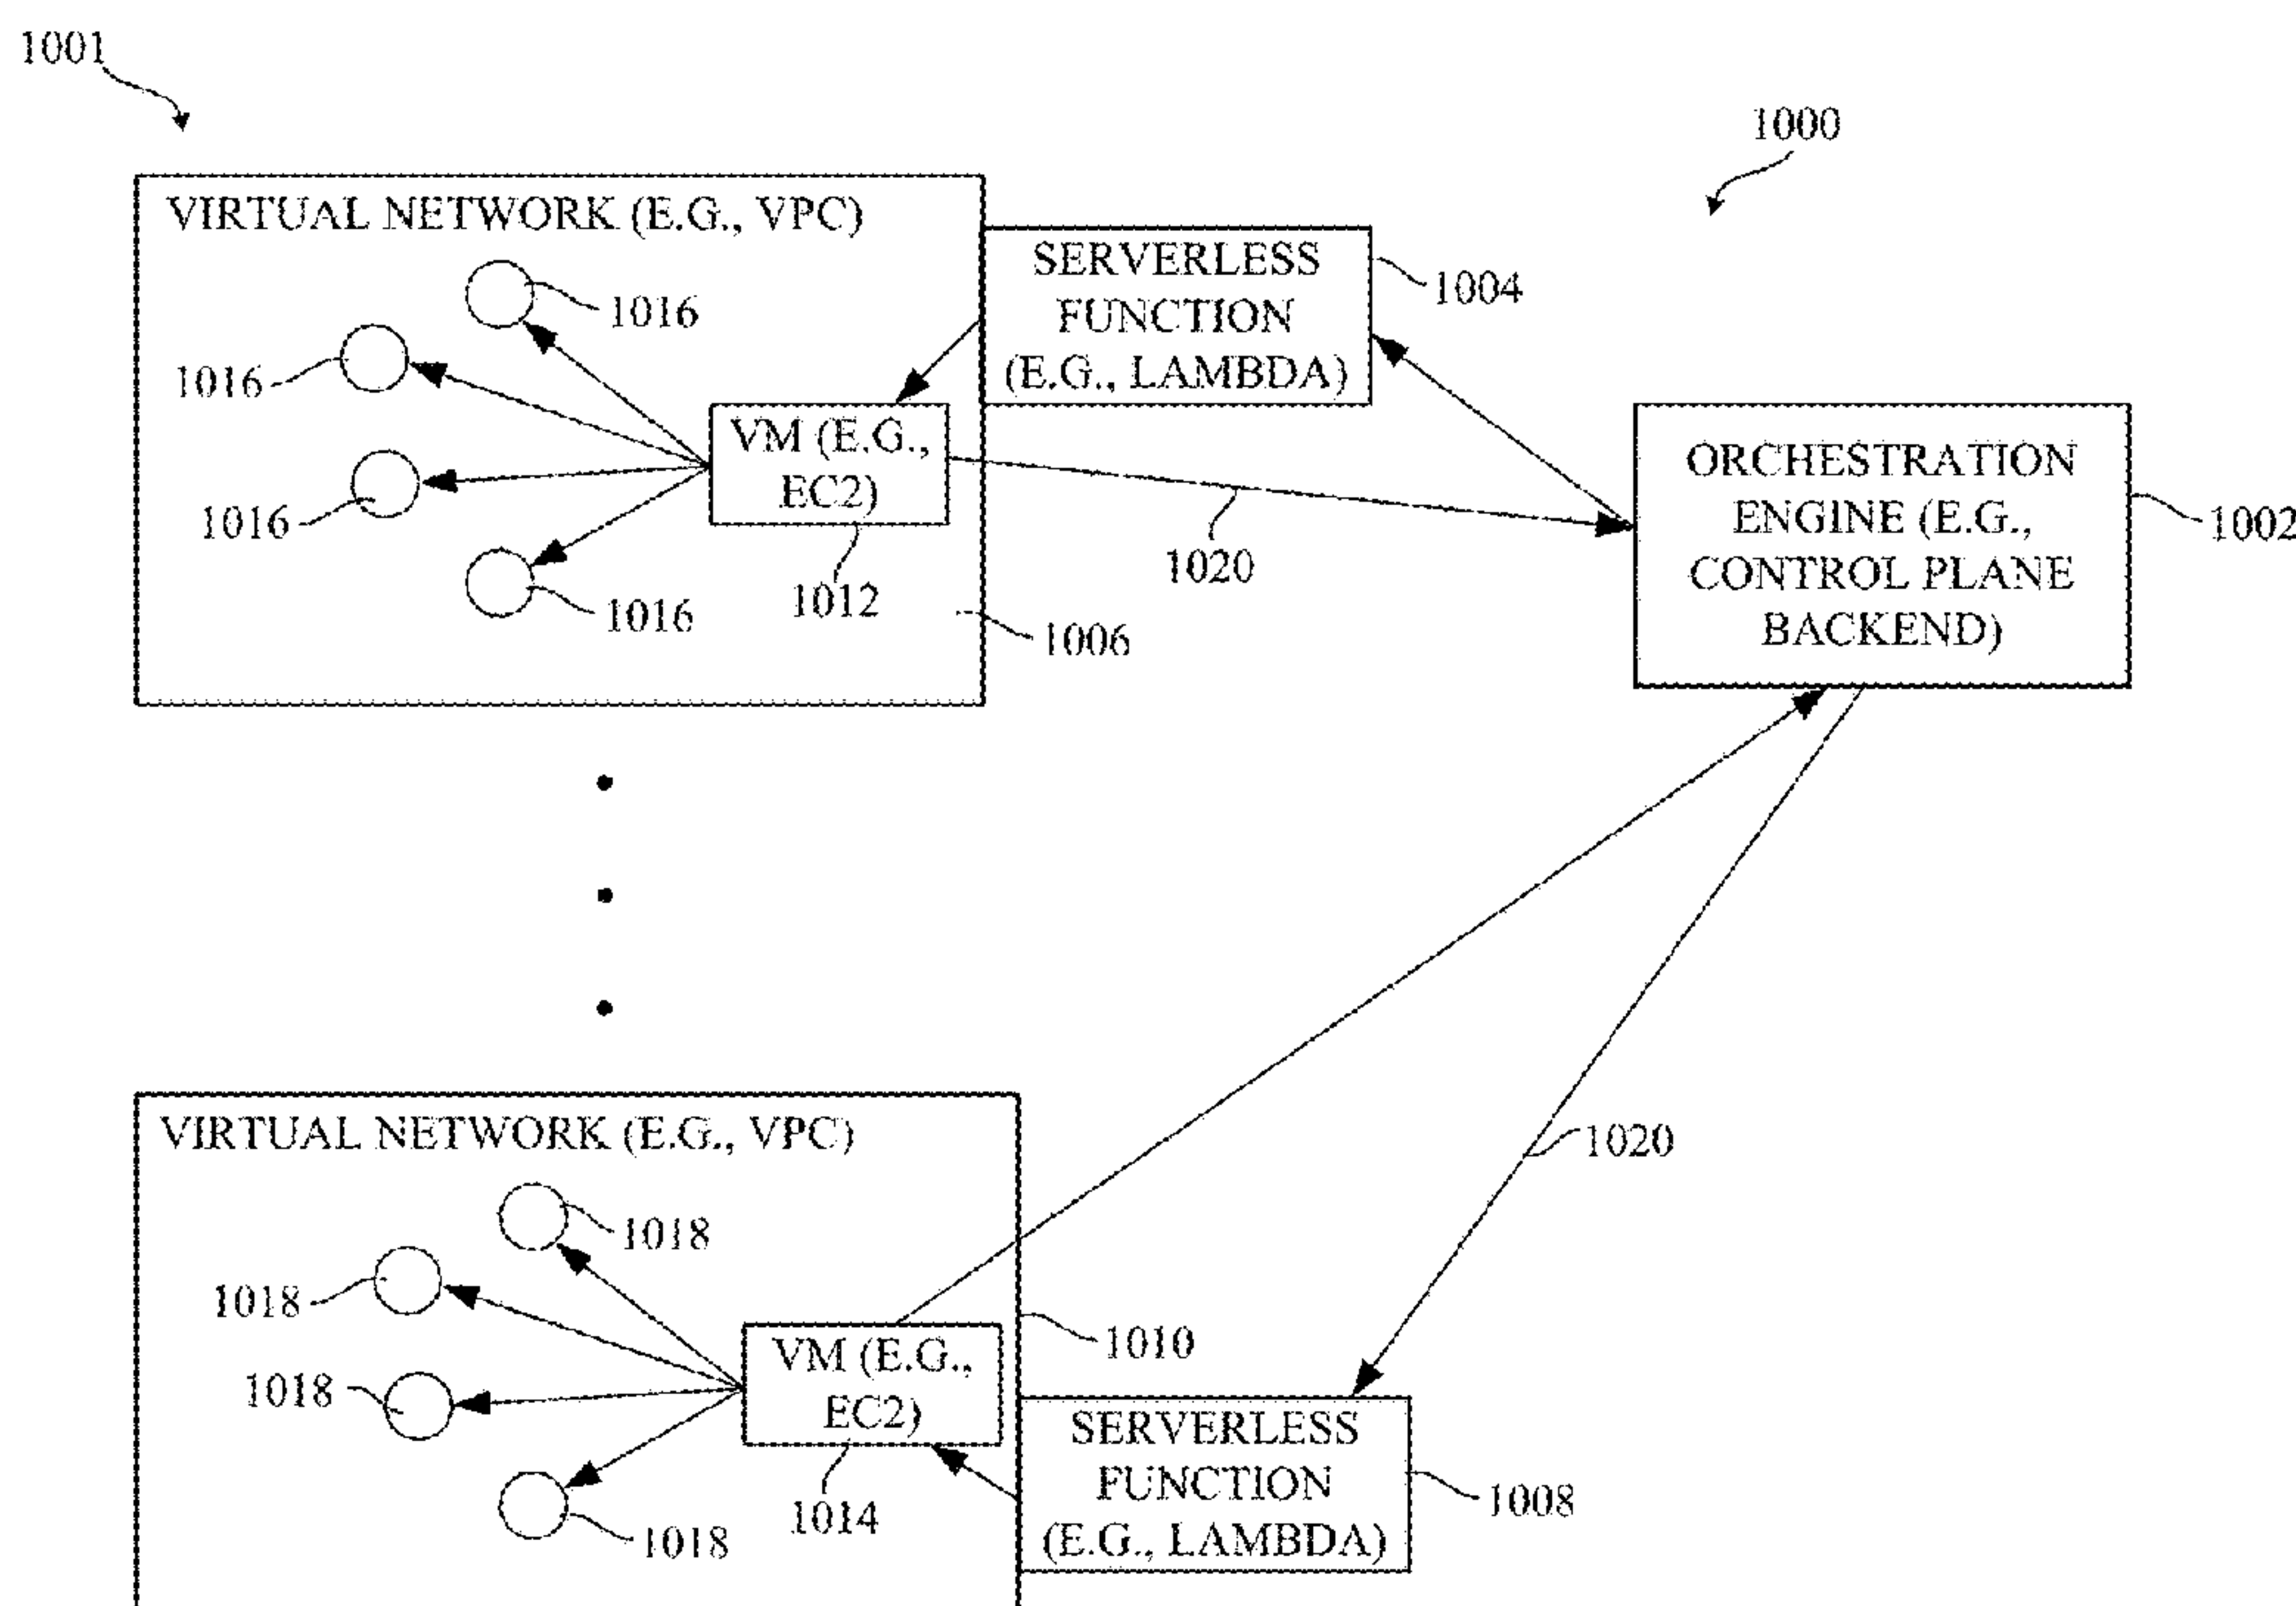 1001
1000
VIRTUAL NETWORK (E.G., VPC)
SERVERLESS
FUNCTION
(E.G., LAMBDA)
1004
1016
1016
1016
1016
VM (E.G.,
EC2)
1012
1006
1020
ORCHESTRATION
ENGINE (E.G.,
CONTROL PLANE
BACKEND)
1002
VIRTUAL NETWORK (E.G., VPC)
1018
1018
1018
1018
VM (E.G.,
EC2)
1014
1010
1020
SERVERLESS
FUNCTION
(E.G., LAMBDA)
1008